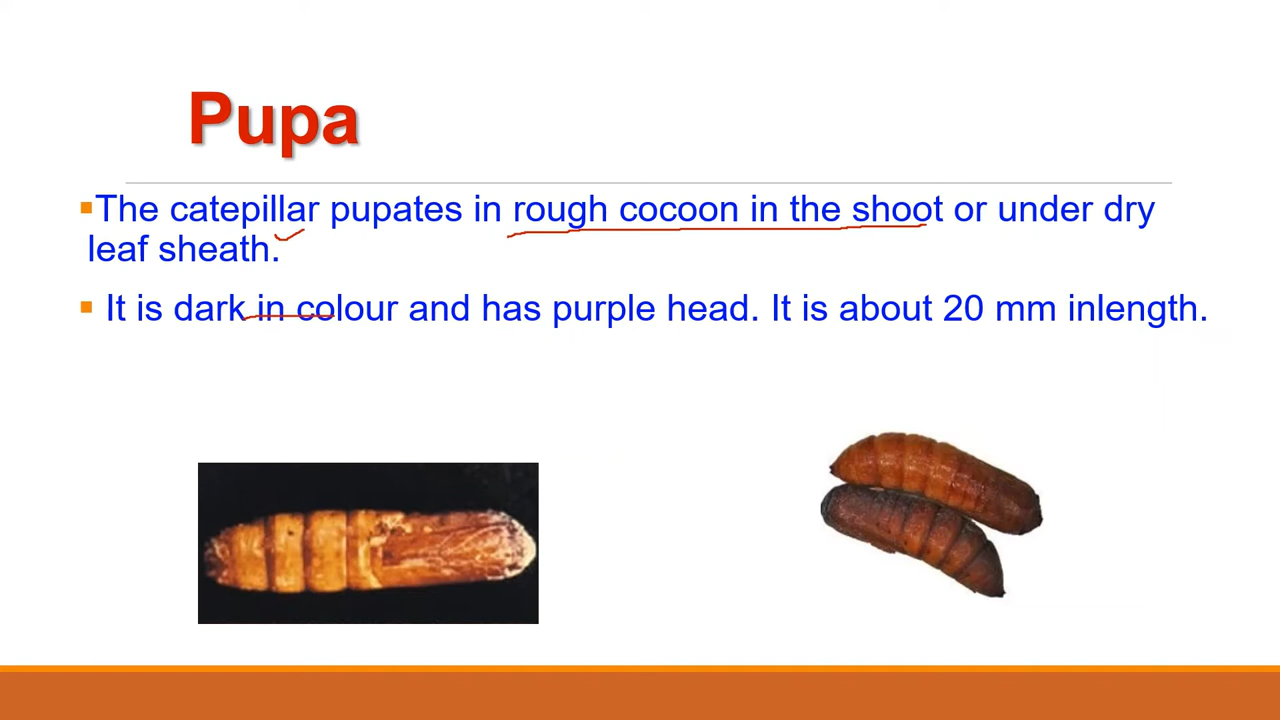 Pupa
▪The catepillar pupates in rough cocoon in the shoot or under dry
leaf sheath.
▪ It is dark in colour and has purple head. It is about 20 mm inlength.